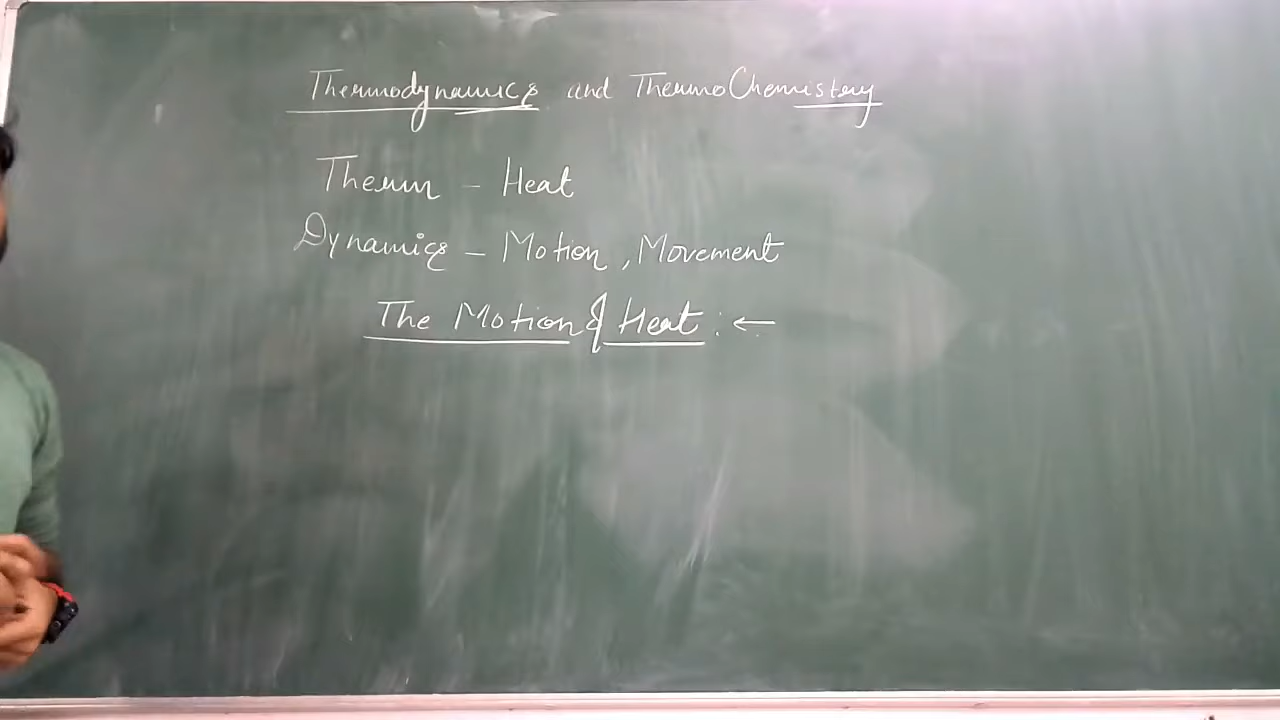 Thermodynamics and ThermoChemistry
Therm - Heat
Dynamics - Motion, Movement
The Motion of Heat : ←